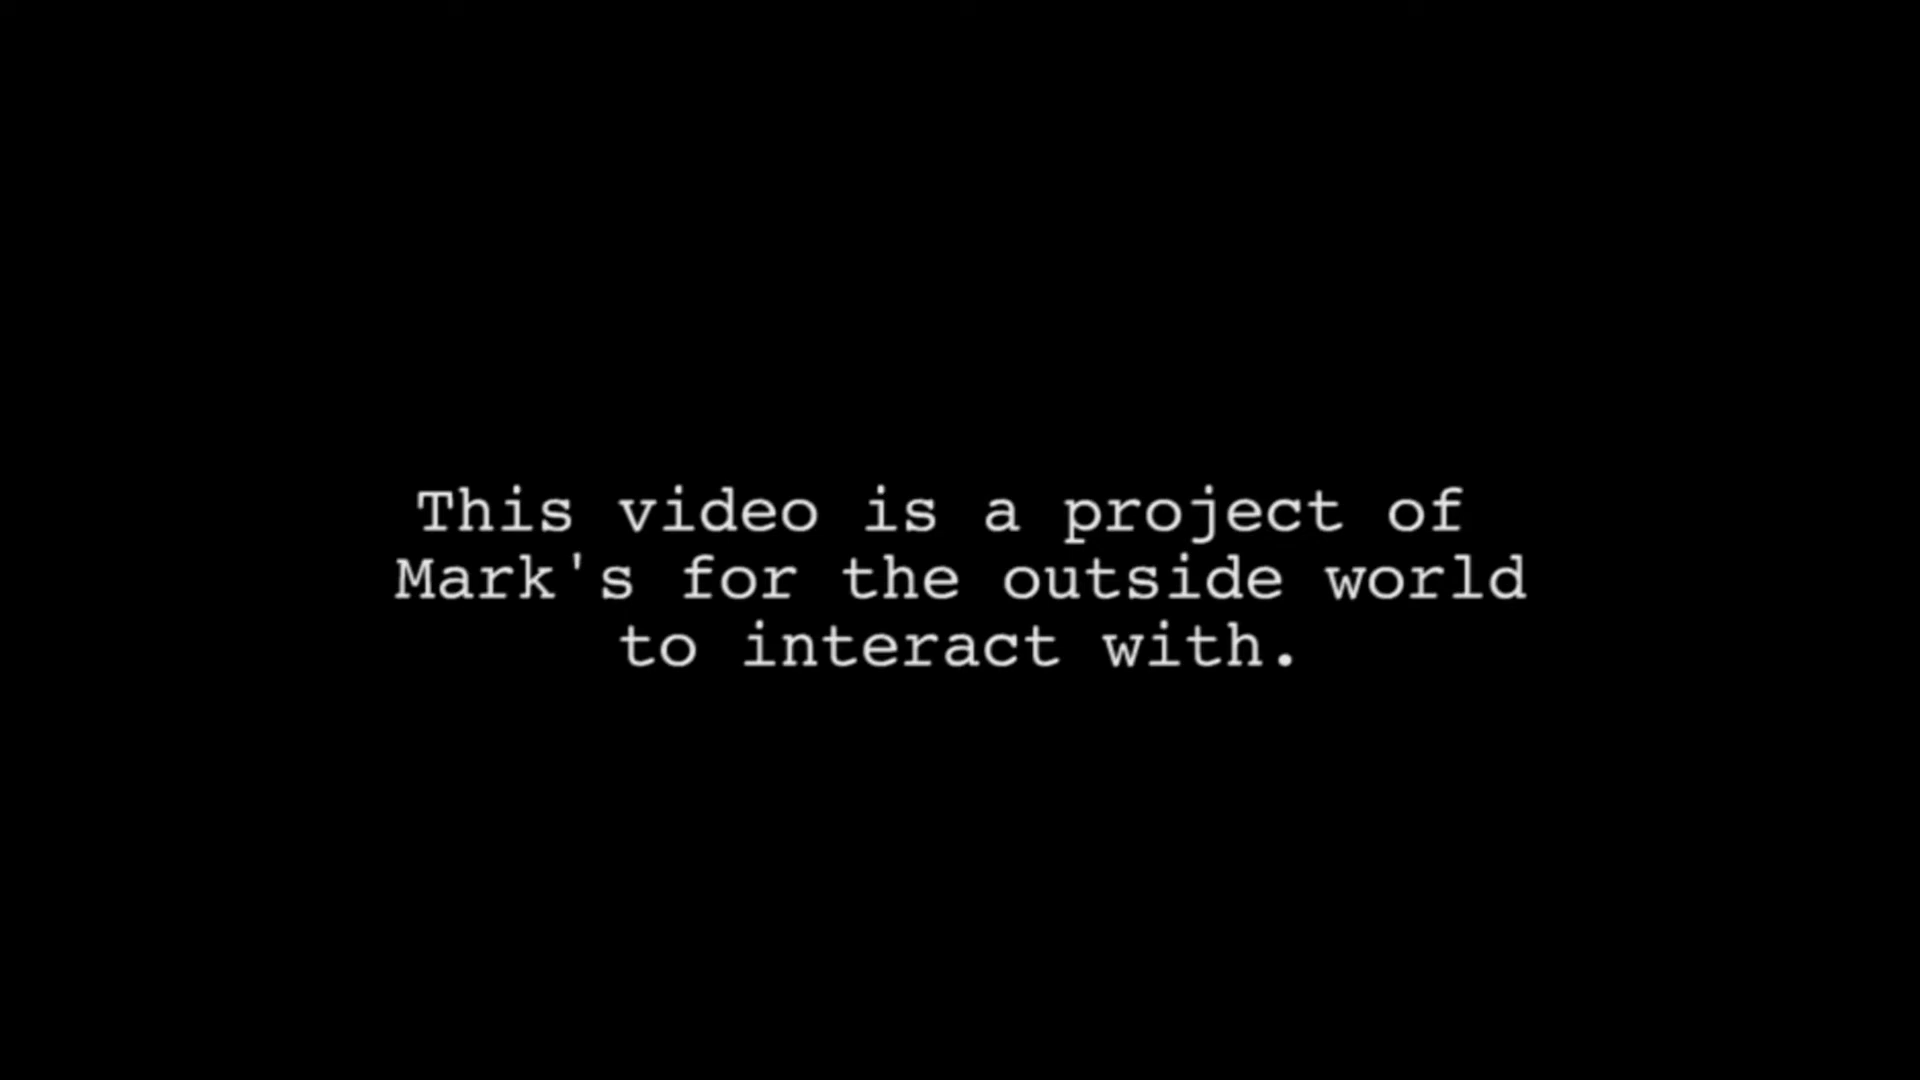 This video is a project of
Mark's for the outside world
to interact with.